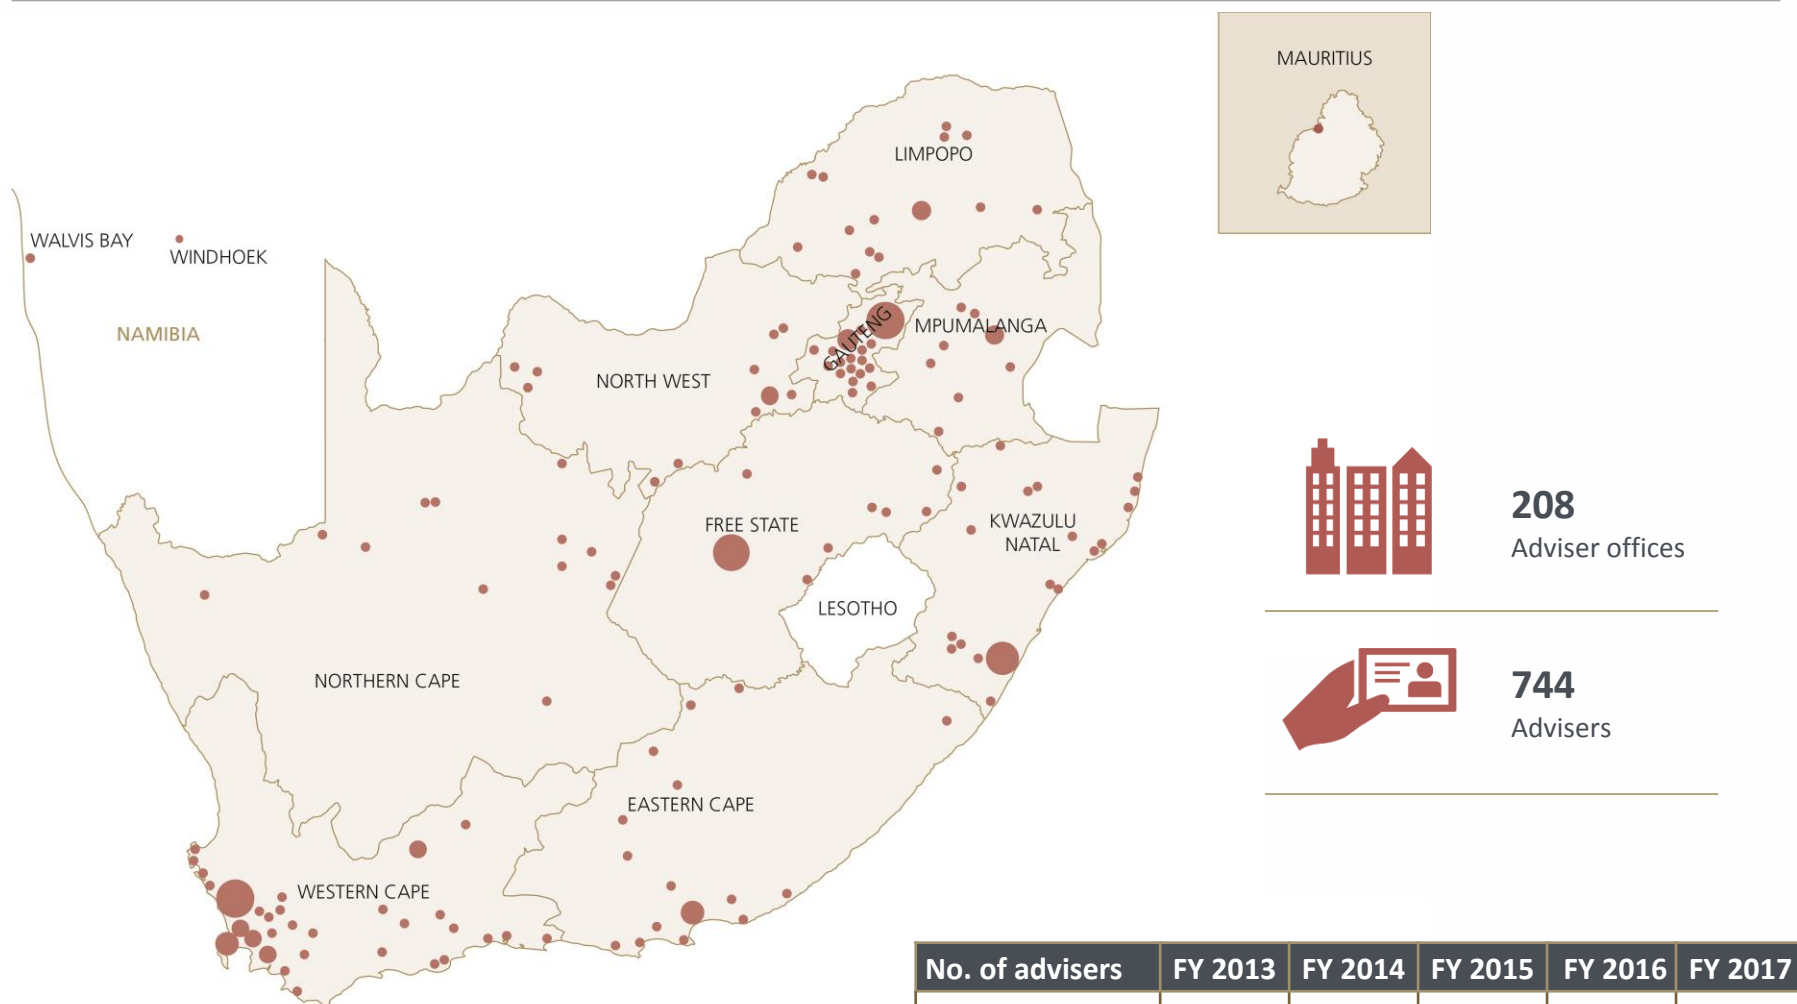 MAURITIUS
LIMPOPO
WALVIS BAY
WINDHOEK
NAMIBIA
GAUTENG
MPUMALANGA
NORTH WEST
FREE STATE
KWAZULU
NATAL
LESOTHO
NORTHERN CAPE
EASTERN CAPE
WESTERN CAPE
208
Adviser offices
744
Advisers
No. of advisers FY 2013 FY 2014 FY 2015 FY 2016 FY 2017